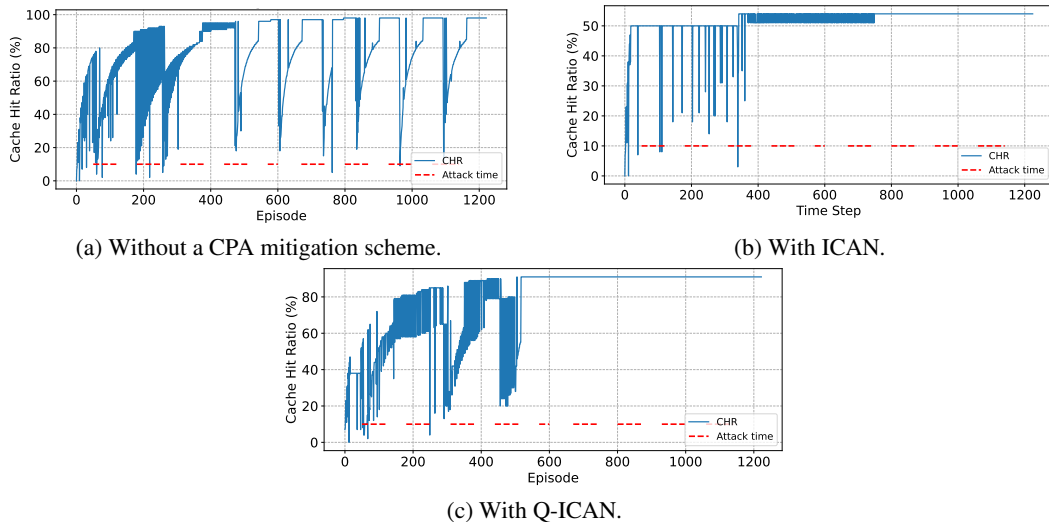 Cache Hit Ratio (%)
100
80
60
40
20
0
CHR
Attack time
0 200 400 600 800 1000 1200
Episode
(a) Without a CPA mitigation scheme.
Cache Hit Ratio (%)
50
40
30
20
10
0
CHR
Attack time
0 200 400 600 800 1000 1200
Time Step
(b) With ICAN.
Cache Hit Ratio (%)
80
60
40
20
0
CHR
Attack time
0 200 400 600 800 1000 1200
Episode
(c) With Q-ICAN.